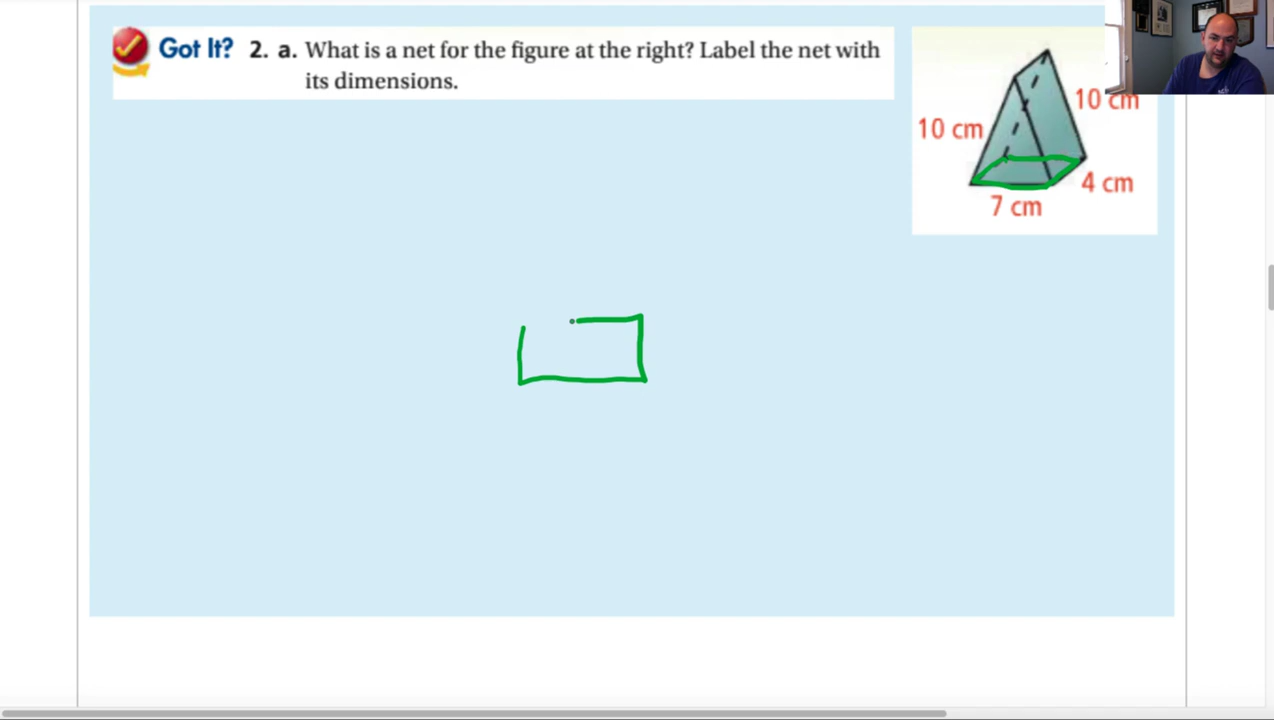 Got It? 2. a. What is a net for the figure at the right? Label the net with
its dimensions.
10 cm
10 cm
4 cm
7 cm